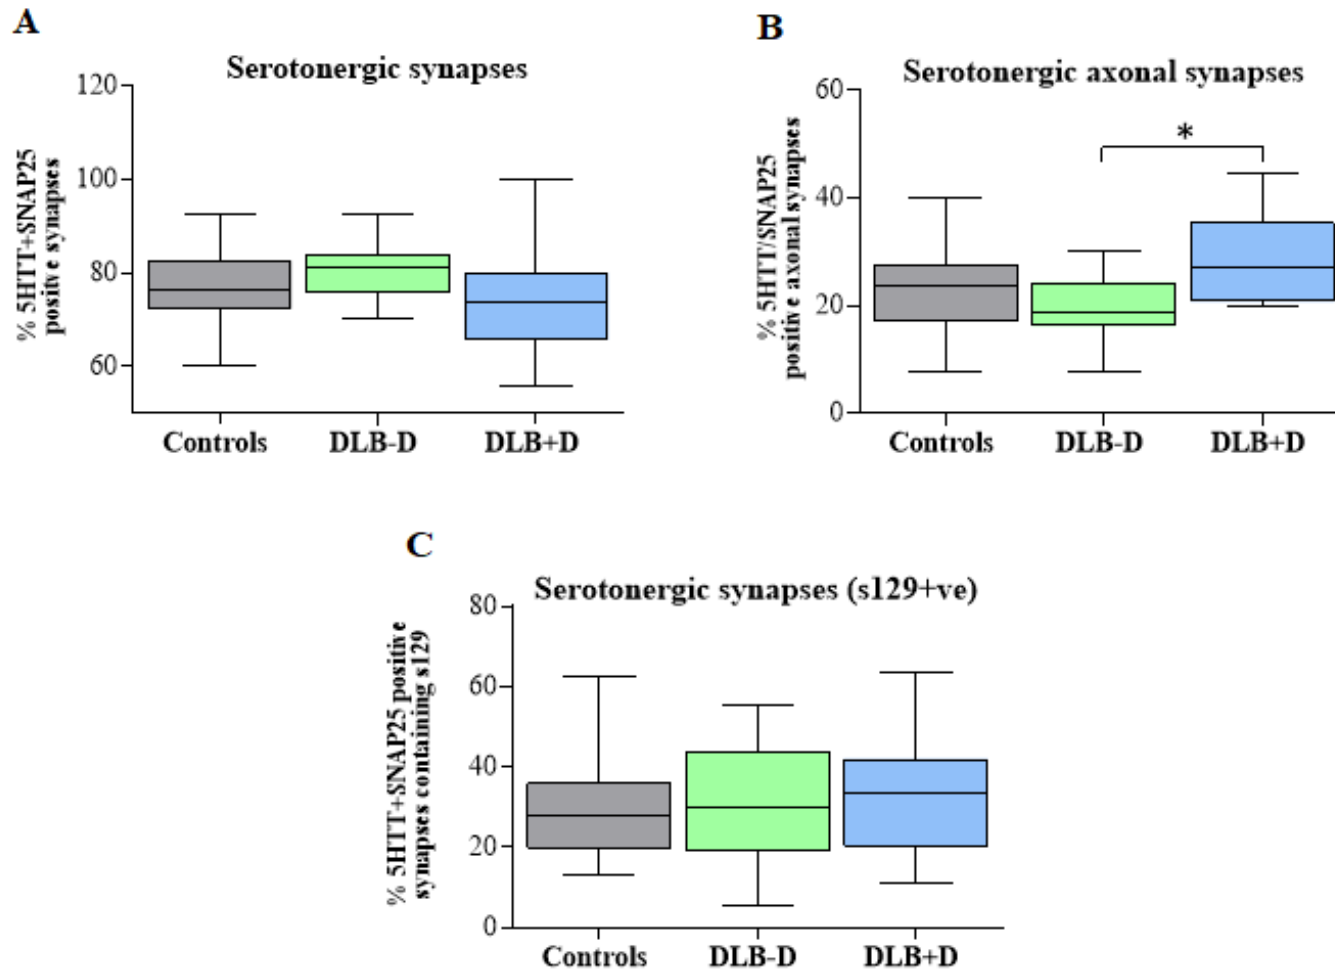 A
Serotonergic synapses
% 5HTT+SNAP25
positive synapses
120
100
80
60
Controls
DLB-D
DLB+D
B
Serotonergic axonal synapses
% 5HTT/SNAP25
positive axonal synapses
60
40
20
0
*
Controls
DLB-D
DLB+D
C
Serotonergic synapses (s129+ve)
% 5HTT+SNAP25 positive
synapses containing s129
80
60
40
20
0
Controls
DLB-D
DLB+D